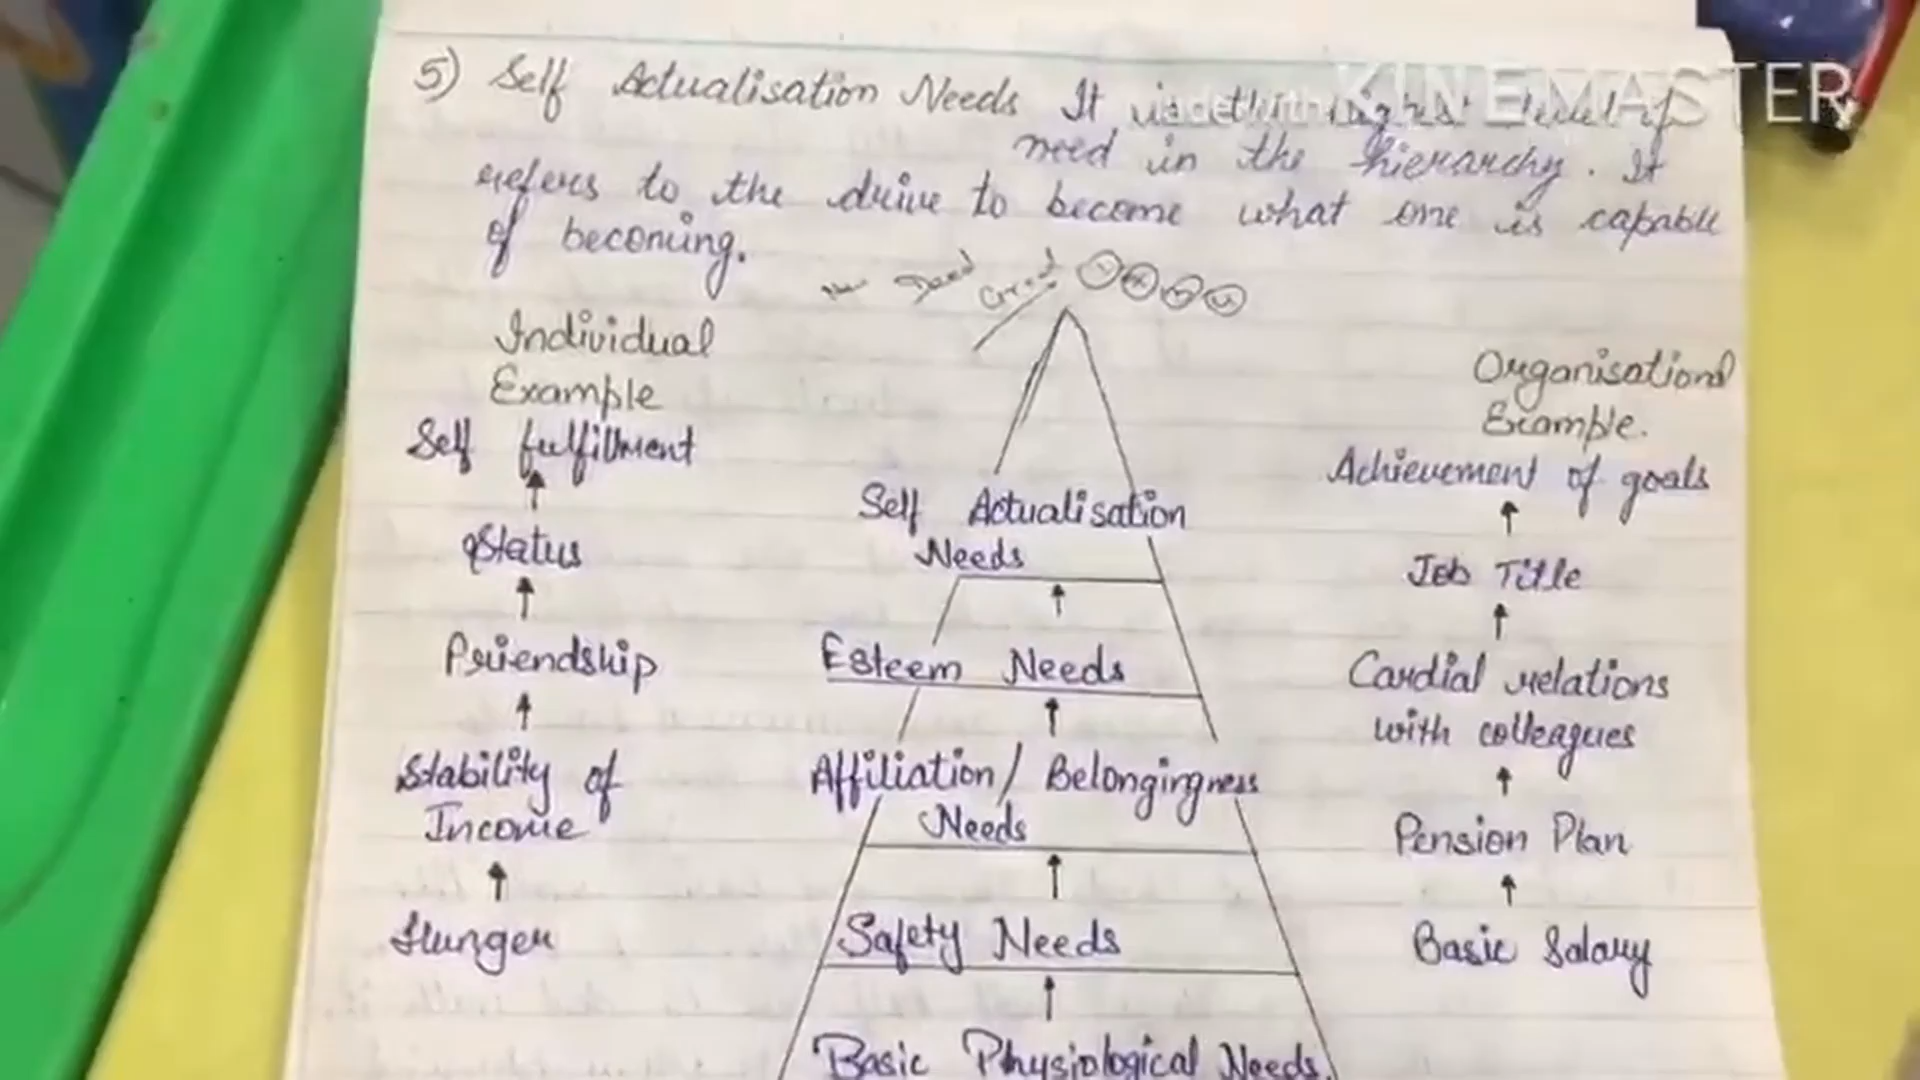 5) Self Actualisation Needs It is the highest level of
Made with KINEMASTER
need in the hierarchy. It
refers to the drive to become what one is capable
of becoming.
Individual
Example
Organisational
Example.
Self fulfillment
Achievement of goals
Self Actualisation
Needs
Status
Job Title
Friendship
Esteem Needs
Cardial relations
with colleagues
Stability of
Income
Affiliation/ Belongingness
Needs
Pension Plan
Hunger
Safety Needs
Basic Salary
Basic Physiological Needs.